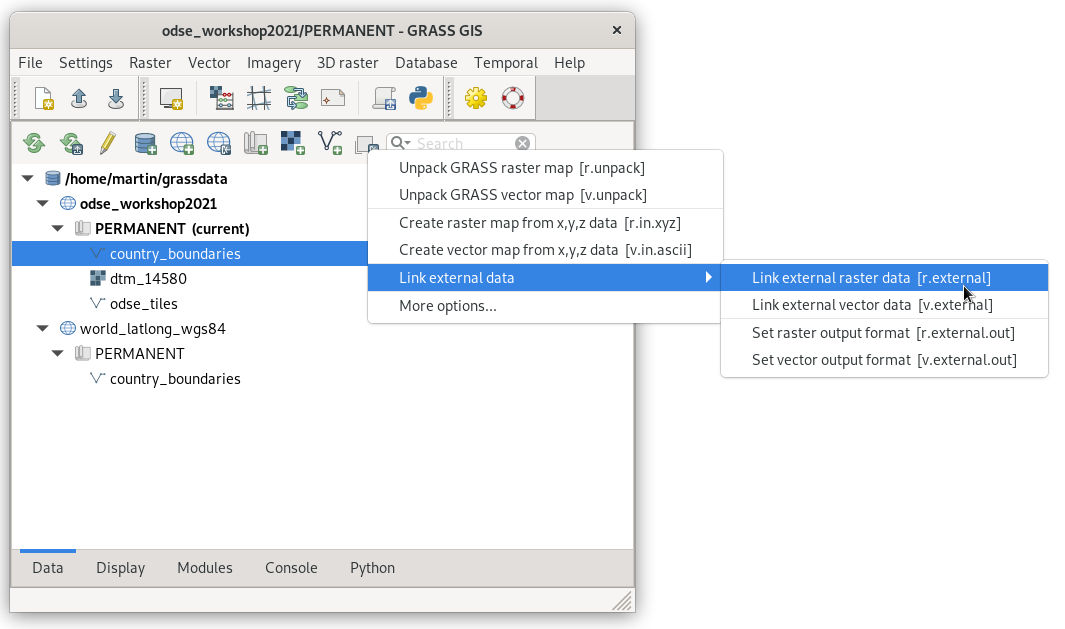 odse_workshop2021/PERMANENT - GRASS GIS
File Settings Raster Vector Imagery 3D raster Database Temporal Help
Search
/home/martin/grassdata
odse_workshop2021
PERMANENT (current)
country_boundaries
dtm_14580
odse_tiles
world_latlong_wgs84
PERMANENT
country_boundaries
Unpack GRASS raster map [r.unpack]
Unpack GRASS vector map [v.unpack]
Create raster map from x,y,z data [r.in.xyz]
Create vector map from x,y,z data [v.in.ascii]
Link external data
More options...
Link external raster data [r.external]
Link external vector data [v.external]
Set raster output format [r.external.out]
Set vector output format [v.external.out]
Data Display Modules Console Python